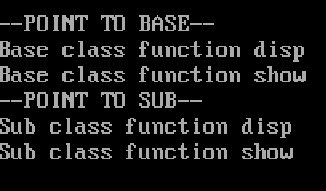 --POINT TO BASE--
Base class function disp
Base class function show
--POINT TO SUB--
Sub class function disp
Sub class function show